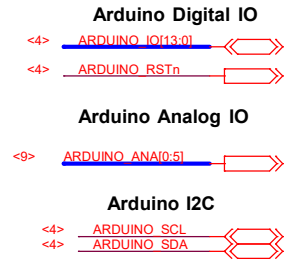 Arduino Digital IO
<4> ARDUINO_IO[13:0]
<4> ARDUINO_RSTn
Arduino Analog IO
<9> ARDUINO_ANA[0:5]
Arduino I2C
<4> ARDUINO_SCL
<4> ARDUINO_SDA